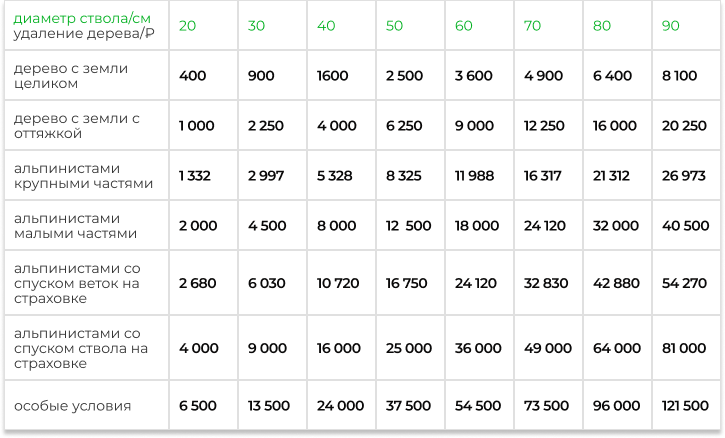 диаметр ствола/см
удаление дерева/₽ 20 30 40 50 60 70 80 90
дерево с земли
целиком 400 900 1600 2 500 3 600 4 900 6 400 8 100
дерево с земли с
оттяжкой 1 000 2 250 4 000 6 250 9 000 12 250 16 000 20 250
альпинистами
крупными частями 1 332 2 997 5 328 8 325 11 988 16 317 21 312 26 973
альпинистами
малыми частями 2 000 4 500 8 000 12 500 18 000 24 120 32 000 40 500
альпинистами со
спуском веток на 2 680 6 030 10 720 16 750 24 120 32 830 42 880 54 270
страховке
альпинистами со
спуском ствола на 4 000 9 000 16 000 25 000 36 000 49 000 64 000 81 000
страховке
особые условия 6 500 13 500 24 000 37 500 54 500 73 500 96 000 121 500